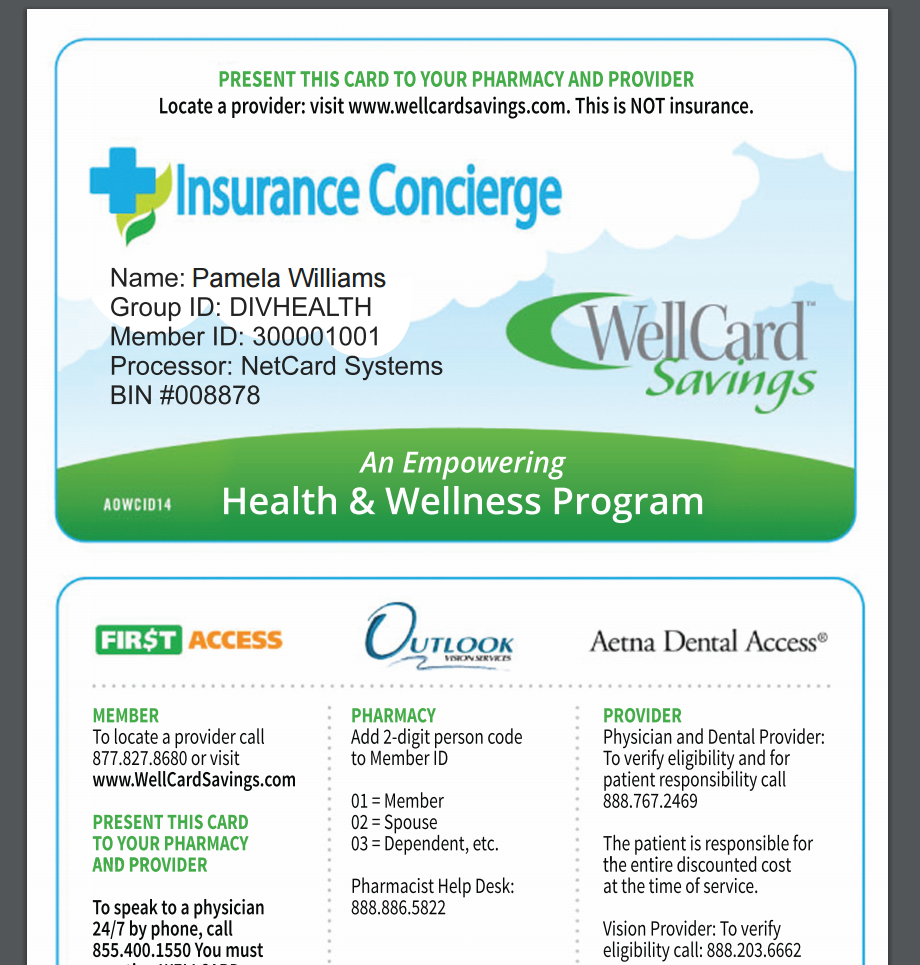 PRESENT THIS CARD TO YOUR PHARMACY AND PROVIDER
Locate a provider: visit www.wellcardsavings.com. This is NOT insurance.
Insurance Concierge
Name: Pamela Williams
Group ID: DIVHEALTH
Member ID: 300001001
Processor: NetCard Systems
BIN #008878
WellCard™
Savings
An Empowering
Health & Wellness Program
AOWCID14
FIR$T ACCESS
OUTLOOK
VISION SERVICES
Aetna Dental Access®
MEMBER
To locate a provider call
877.827.8680 or visit
www.WellCardSavings.com
PRESENT THIS CARD
TO YOUR PHARMACY
AND PROVIDER
To speak to a physician
24/7 by phone, call
855.400.1550 You must
PHARMACY
Add 2-digit person code
to Member ID
01 = Member
02 = Spouse
03 = Dependent, etc.
Pharmacist Help Desk:
888.886.5822
PROVIDER
Physician and Dental Provider:
To verify eligibility and for
patient responsibility call
888.767.2469
The patient is responsible for
the entire discounted cost
at the time of service.
Vision Provider: To verify
eligibility call: 888.203.6662